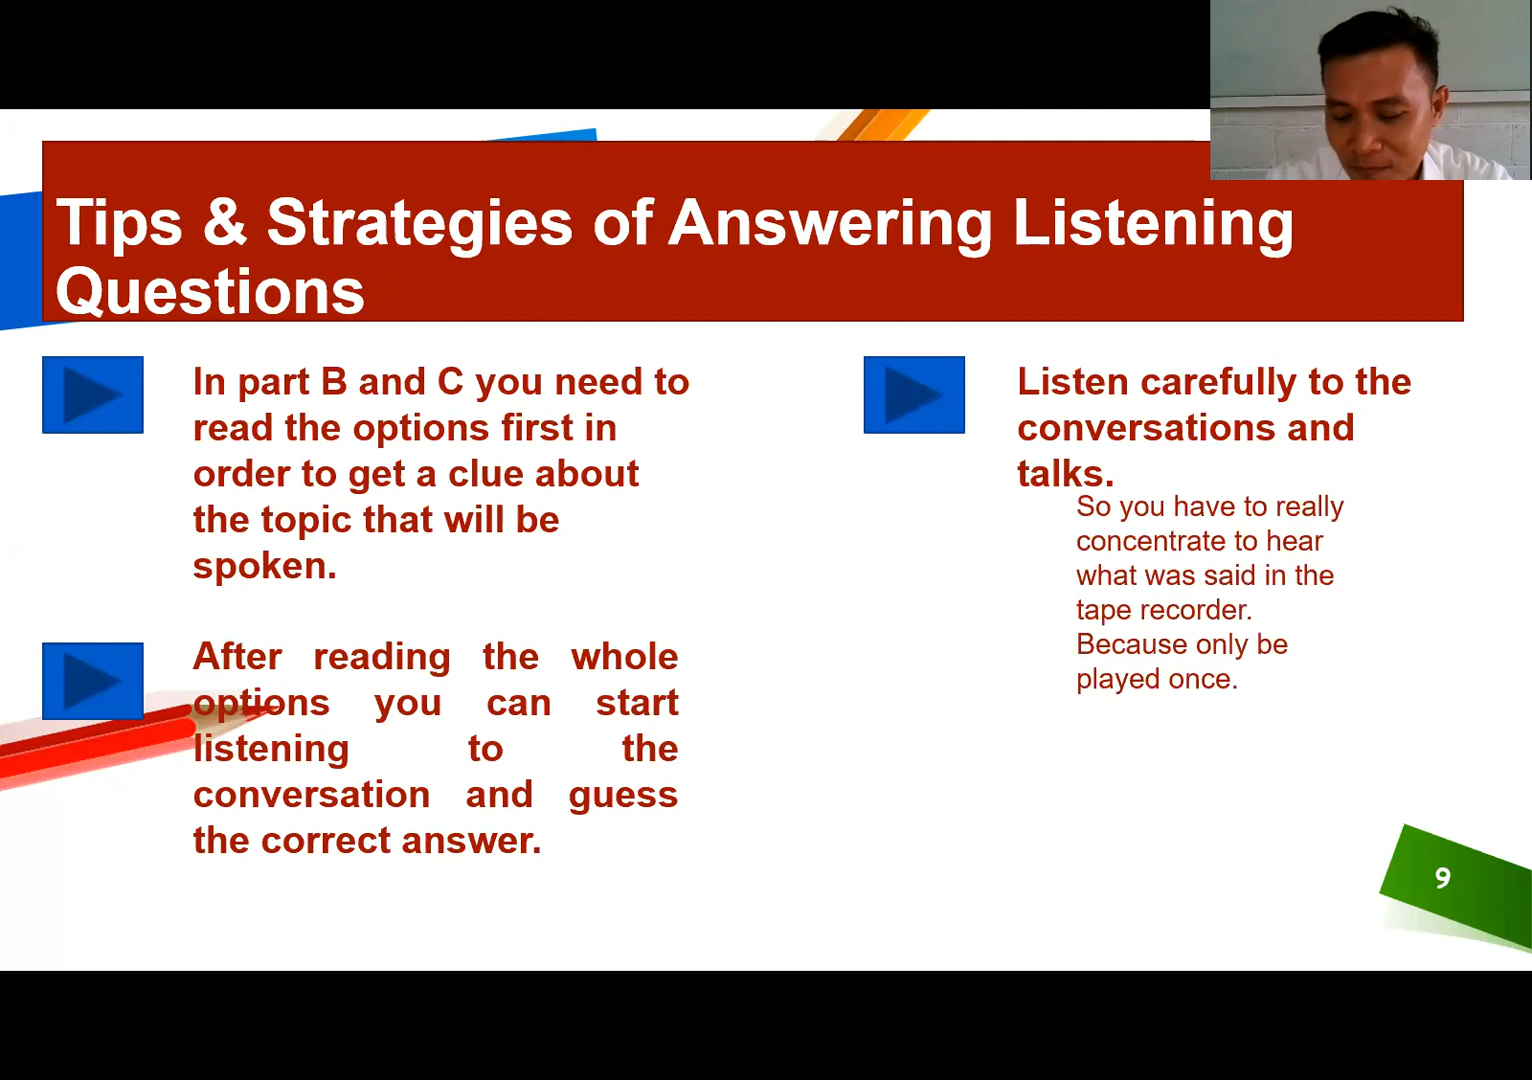 Tips & Strategies of Answering Listening
Questions
In part B and C you need to
read the options first in
order to get a clue about
the topic that will be
spoken.
After reading the whole
options you can start
listening to the
conversation and guess
the correct answer.
Listen carefully to the
conversations and
talks.
So you have to really
concentrate to hear
what was said in the
tape recorder.
Because only be
played once.
9